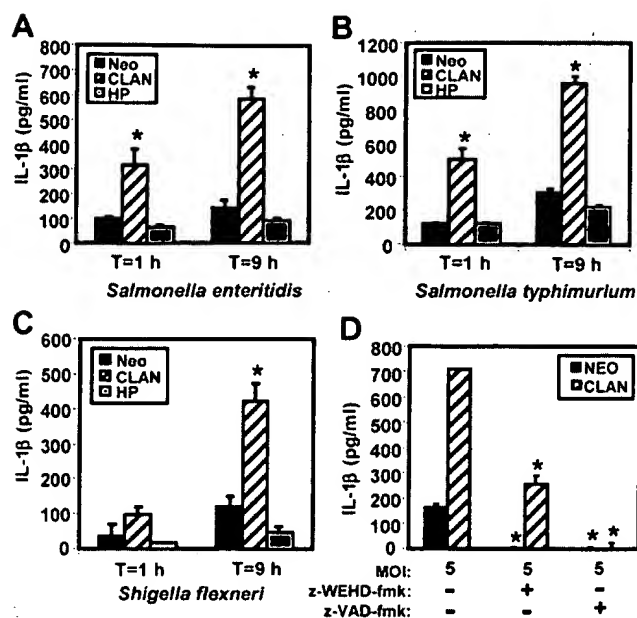 A
IL-1β (pg/ml)
800
700
600
500
400
300
200
100
0
Neo
CLAN
HP
*
*
T=1 h
T=9 h
Salmonella enteritidis
B
IL-1β (pg/ml)
1200
1000
800
600
400
200
0
Neo
CLAN
HP
*
*
T=1 h
T=9 h
Salmonella typhimurium
C
IL-1β (pg/ml)
600
500
400
300
200
100
0
Neo
CLAN
HP
*
T=1 h
T=9 h
Shigella flexneri
D
IL-1β (pg/ml)
800
700
600
500
400
300
200
100
0
NEO
CLAN
*
*
*
*
MOI: 5 5 5
z-WEHD-fmk: - + -
z-VAD-fmk: - - +